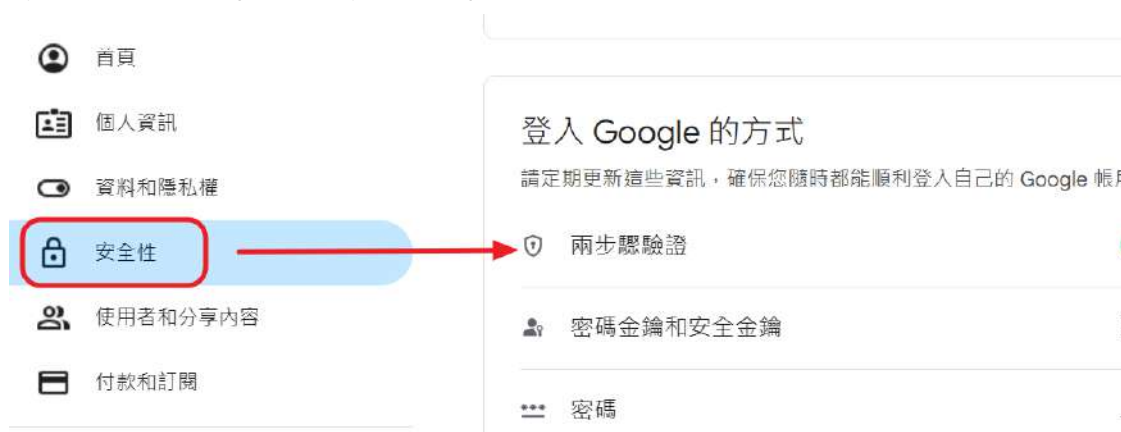 首頁
個人資訊
資料和隱私權
安全性
使用者和分享內容
付款和訂閱
登入 Google 的方式
請定期更新這些資訊，確保您隨時都能順利登入自己的 Google 帳
兩步驟驗證
密碼金鑰和安全金鑰
密碼